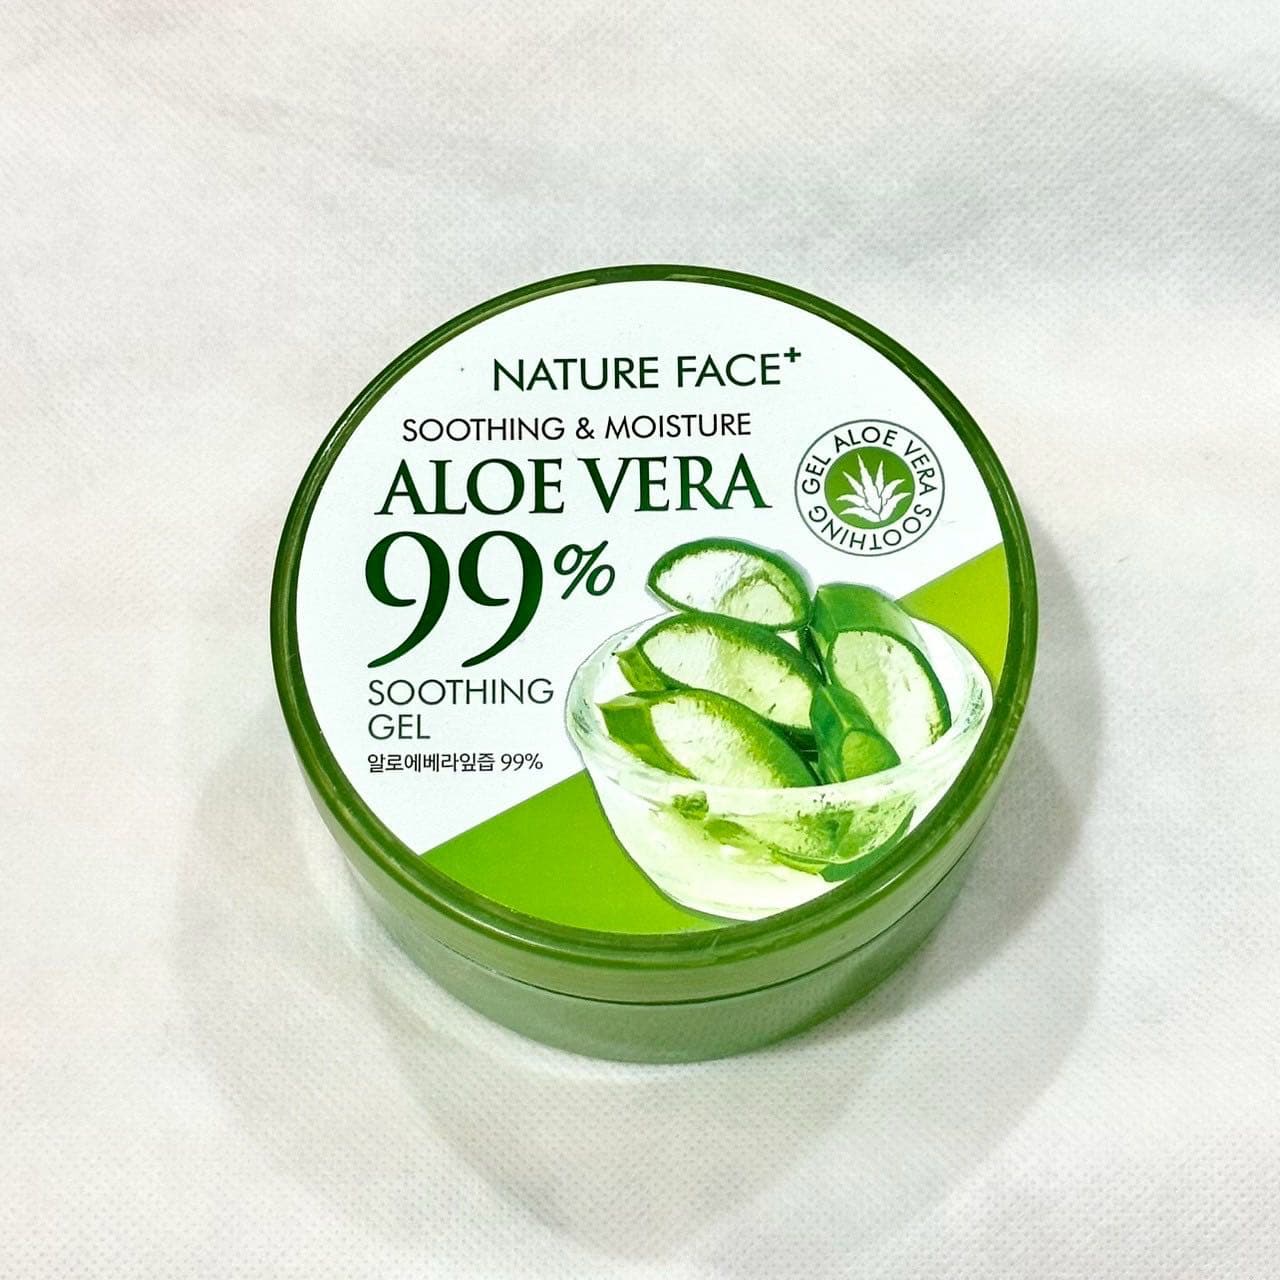 NATURE FACE+
SOOTHING & MOISTURE
ALOE VERA
99%
SOOTHING
GEL
알로에베라잎즙 99%
ALOE VERA SOOTHING GEL